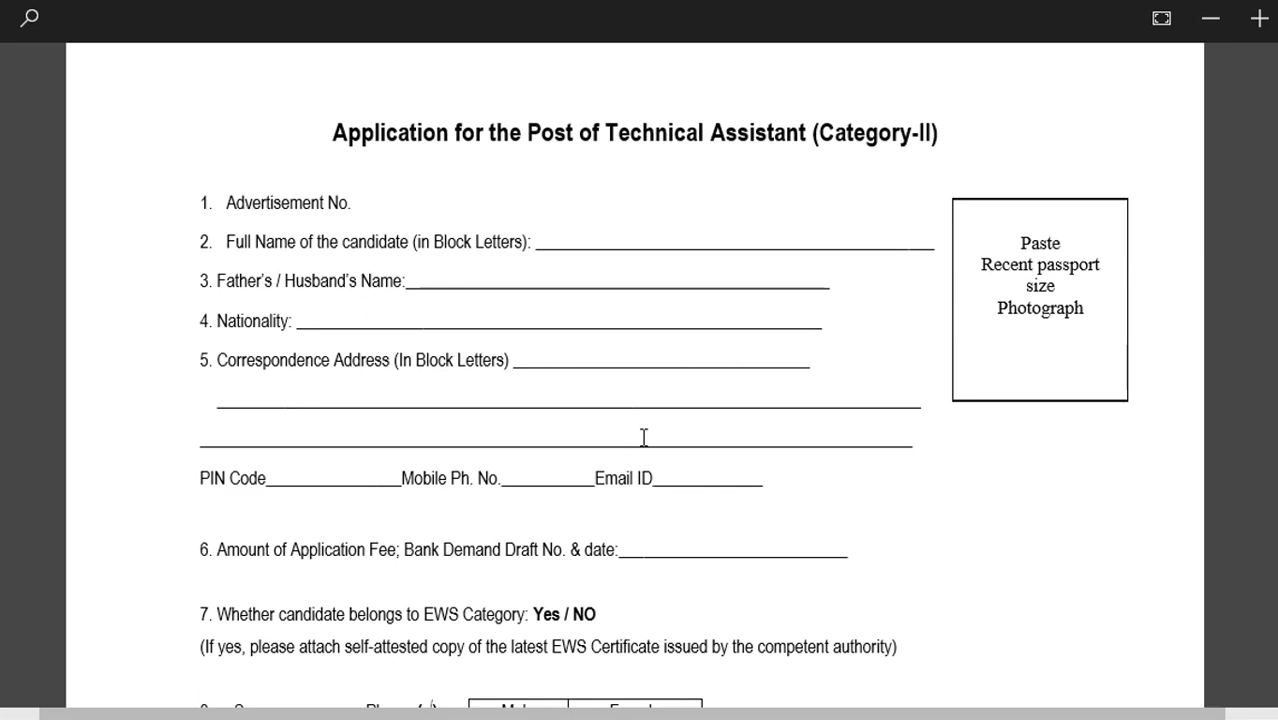 Application for the Post of Technical Assistant (Category-II)
1. Advertisement No.
2. Full Name of the candidate (in Block Letters):
3. Father's / Husband's Name:
4. Nationality:
5. Correspondence Address (In Block Letters)
Paste
Recent passport
size
Photograph
PIN Code Mobile Ph. No. Email ID
6. Amount of Application Fee; Bank Demand Draft No. & date:
7. Whether candidate belongs to EWS Category: Yes / NO
(If yes, please attach self-attested copy of the latest EWS Certificate issued by the competent authority)